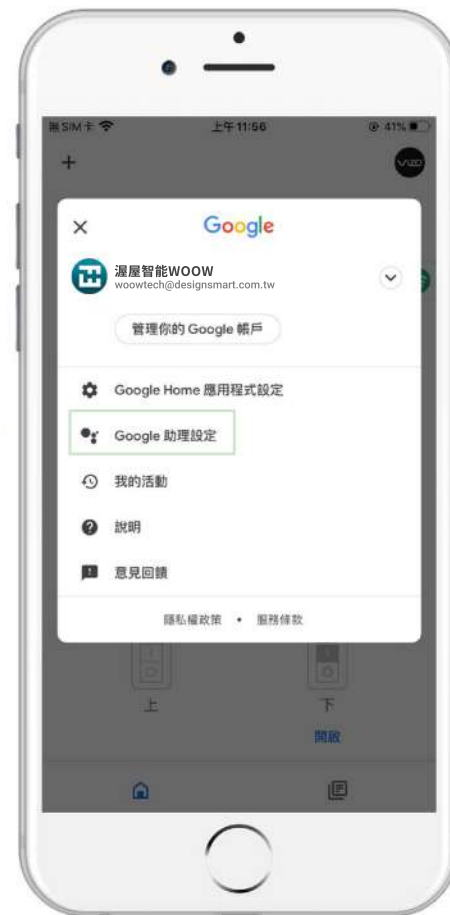 無SIM卡
上午11:56
41%
+
VIZO
×
Google
渥屋智能WOOW
woowtech@designsmart.com.tw
管理你的 Google 帳戶
Google Home 應用程式設定
Google 助理設定
我的活動
說明
意見回饋
隱私權政策 • 服務條款
上
下
開啟